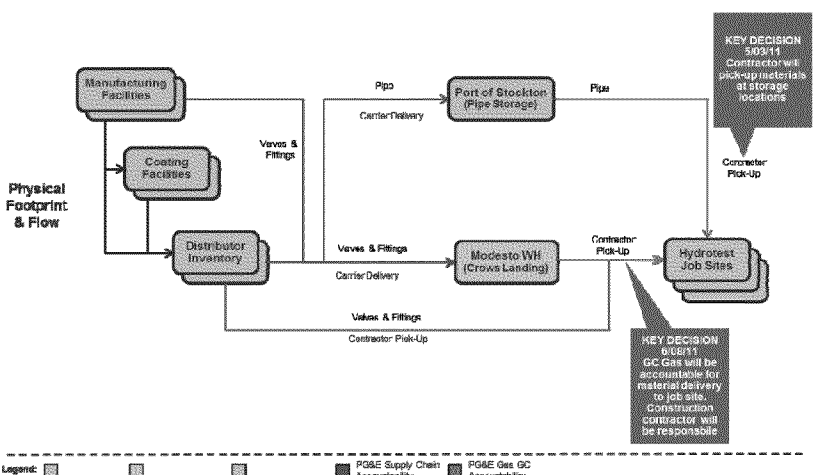 KEY DECISION
5/03/11
Contractor will
pick-up materials
at storage
locations
Manufacturing
Facilities
Pipe
Port of Stockton
(Pipe Storage)
Pipe
Carrier Delivery
Valves &
Fittings
Coating
Facilities
Contractor
Pick-Up
Physical
Footprint
& Flow
Distributor
Inventory
Valves & Fittings
Carrier Delivery
Modesto WH
(Crows Landing)
Contractor
Pick-Up
Hydrotest
Job Sites
Valves & Fittings
Contractor Pick-Up
KEY DECISION
6/08/11
GC Gas will be
accountable for
material delivery
to job site.
Construction
contractor will
be responsbile
Legend:
PG&E Supply Chain
PG&E Gas GC